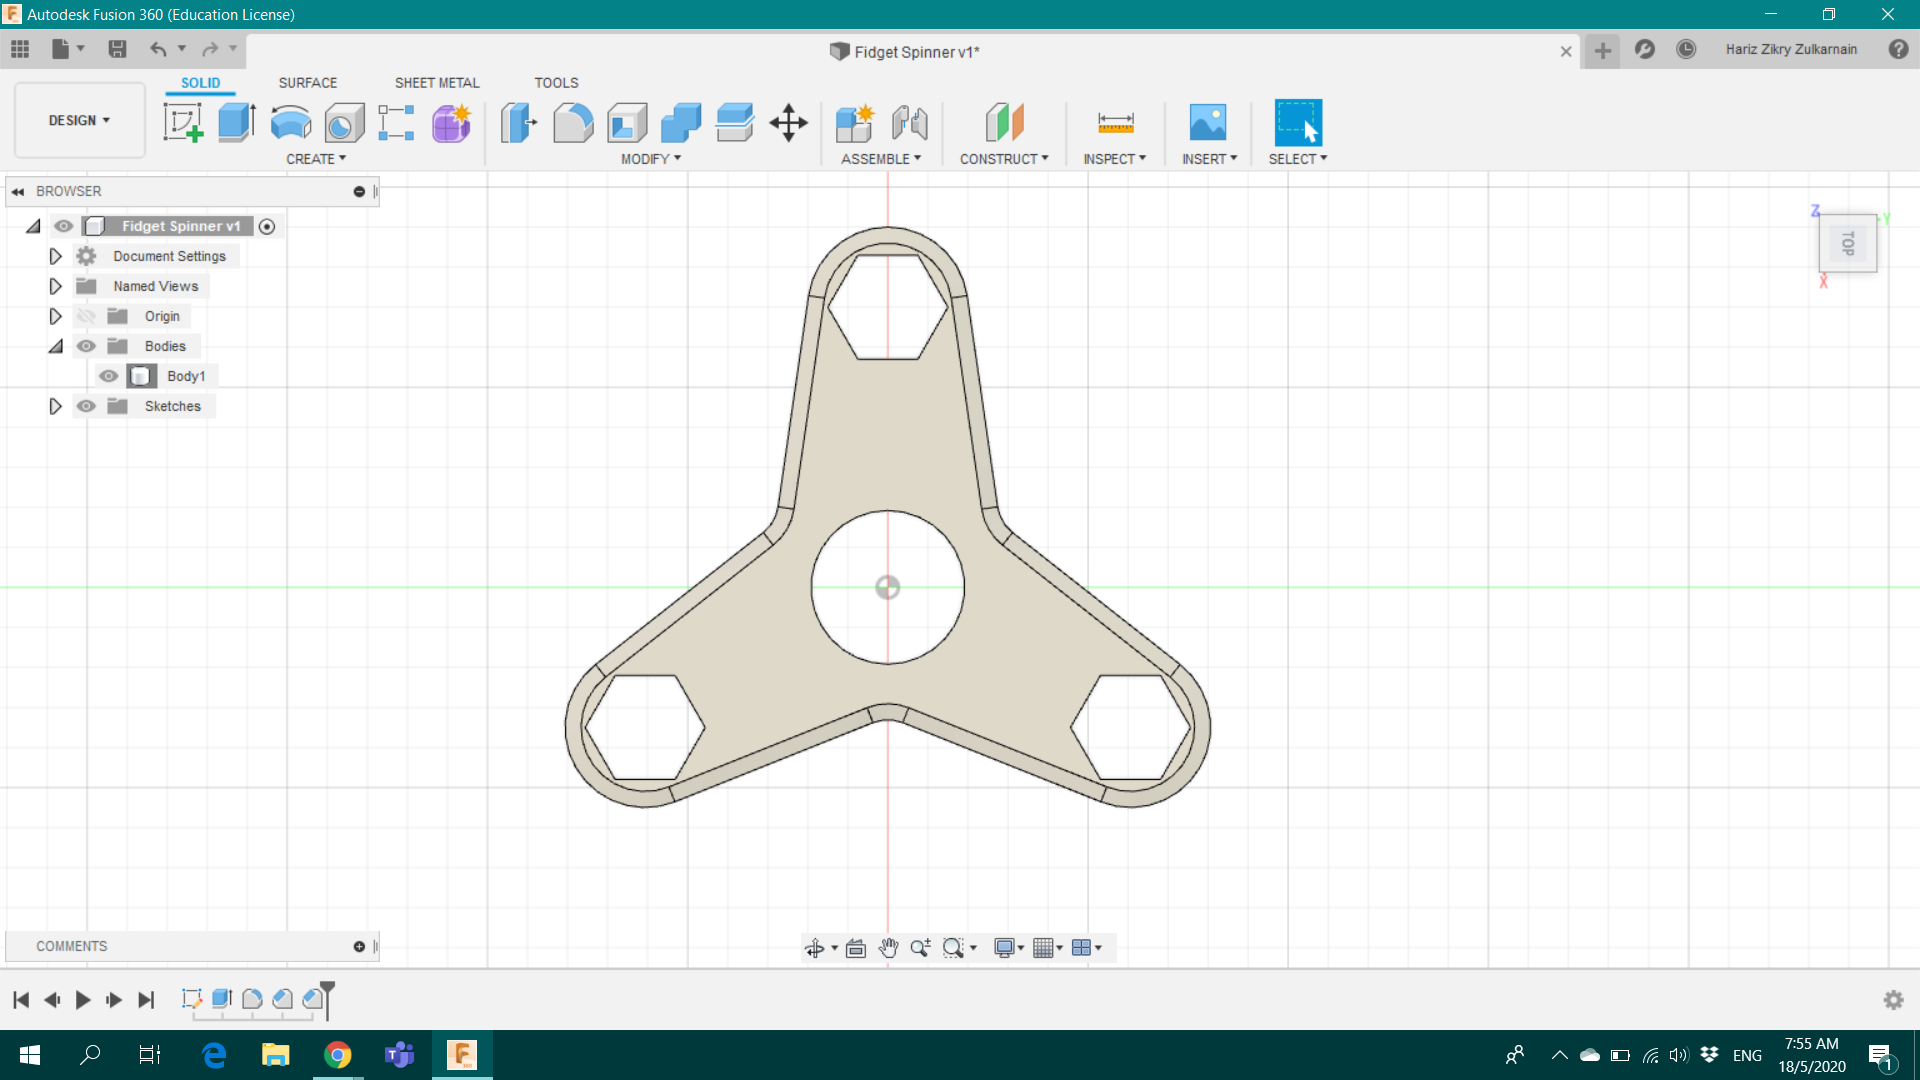 Autodesk Fusion 360 (Education License)
Fidget Spinner v1*
Hariz Zikry Zulkarnain
DESIGN
SOLID
SURFACE
SHEET METAL
TOOLS
CREATE
MODIFY
ASSEMBLE
CONSTRUCT
INSPECT
INSERT
SELECT
BROWSER
Fidget Spinner v1
Document Settings
Named Views
Origin
Bodies
Body1
Sketches
Z
Y
TOP
X
COMMENTS
ENG
7:55 AM
18/5/2020
1